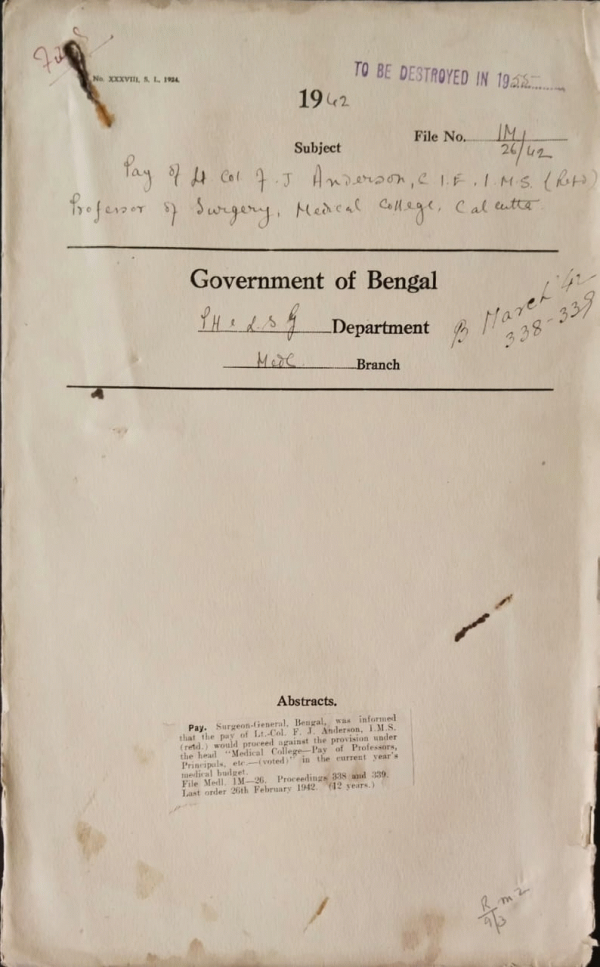 No. XXXVIII, S. L., 1924.
TO BE DESTROYED IN 1955
1942
File No. 1M/26/42
Subject
Pay of Lt Col F. J Anderson, C.I.E. I.M.S. (Retd)
Professor of Surgery, Medical College, Calcutta.
Government of Bengal
PH & LSG Department
Medl. Branch
B March '42
338-339
Abstracts.
Pay. Surgeon-General, Bengal, was informed
that the pay of Lt.-Col. F. J. Anderson, I.M.S.
(retd.) would proceed against the provision under
the head "Medical College—Pay of Professors,
Principals, etc.—(voted)" in the current year's
medical budget.
File Medl. 1M—26. Proceedings 338 and 339.
Last order 26th February 1942. (12 years.)